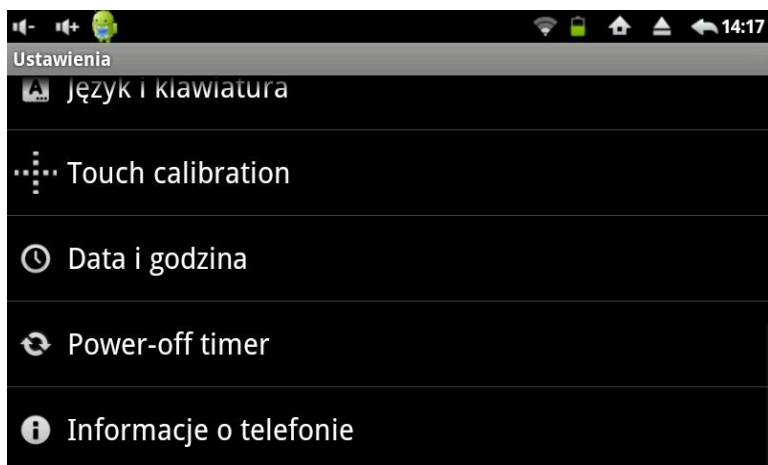 14:17
Ustawienia
Język i klawiatura
Touch calibration
Data i godzina
Power-off timer
Informacje o telefonie